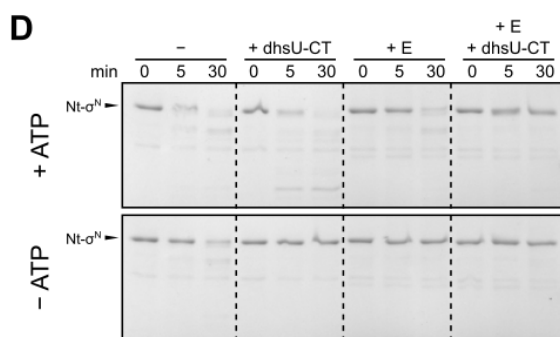 D
+ E
– + dhsU-CT + E + dhsU-CT
min 0 5 30 0 5 30 0 5 30 0 5 30
Nt-σᴺ
+ ATP
Nt-σᴺ
– ATP